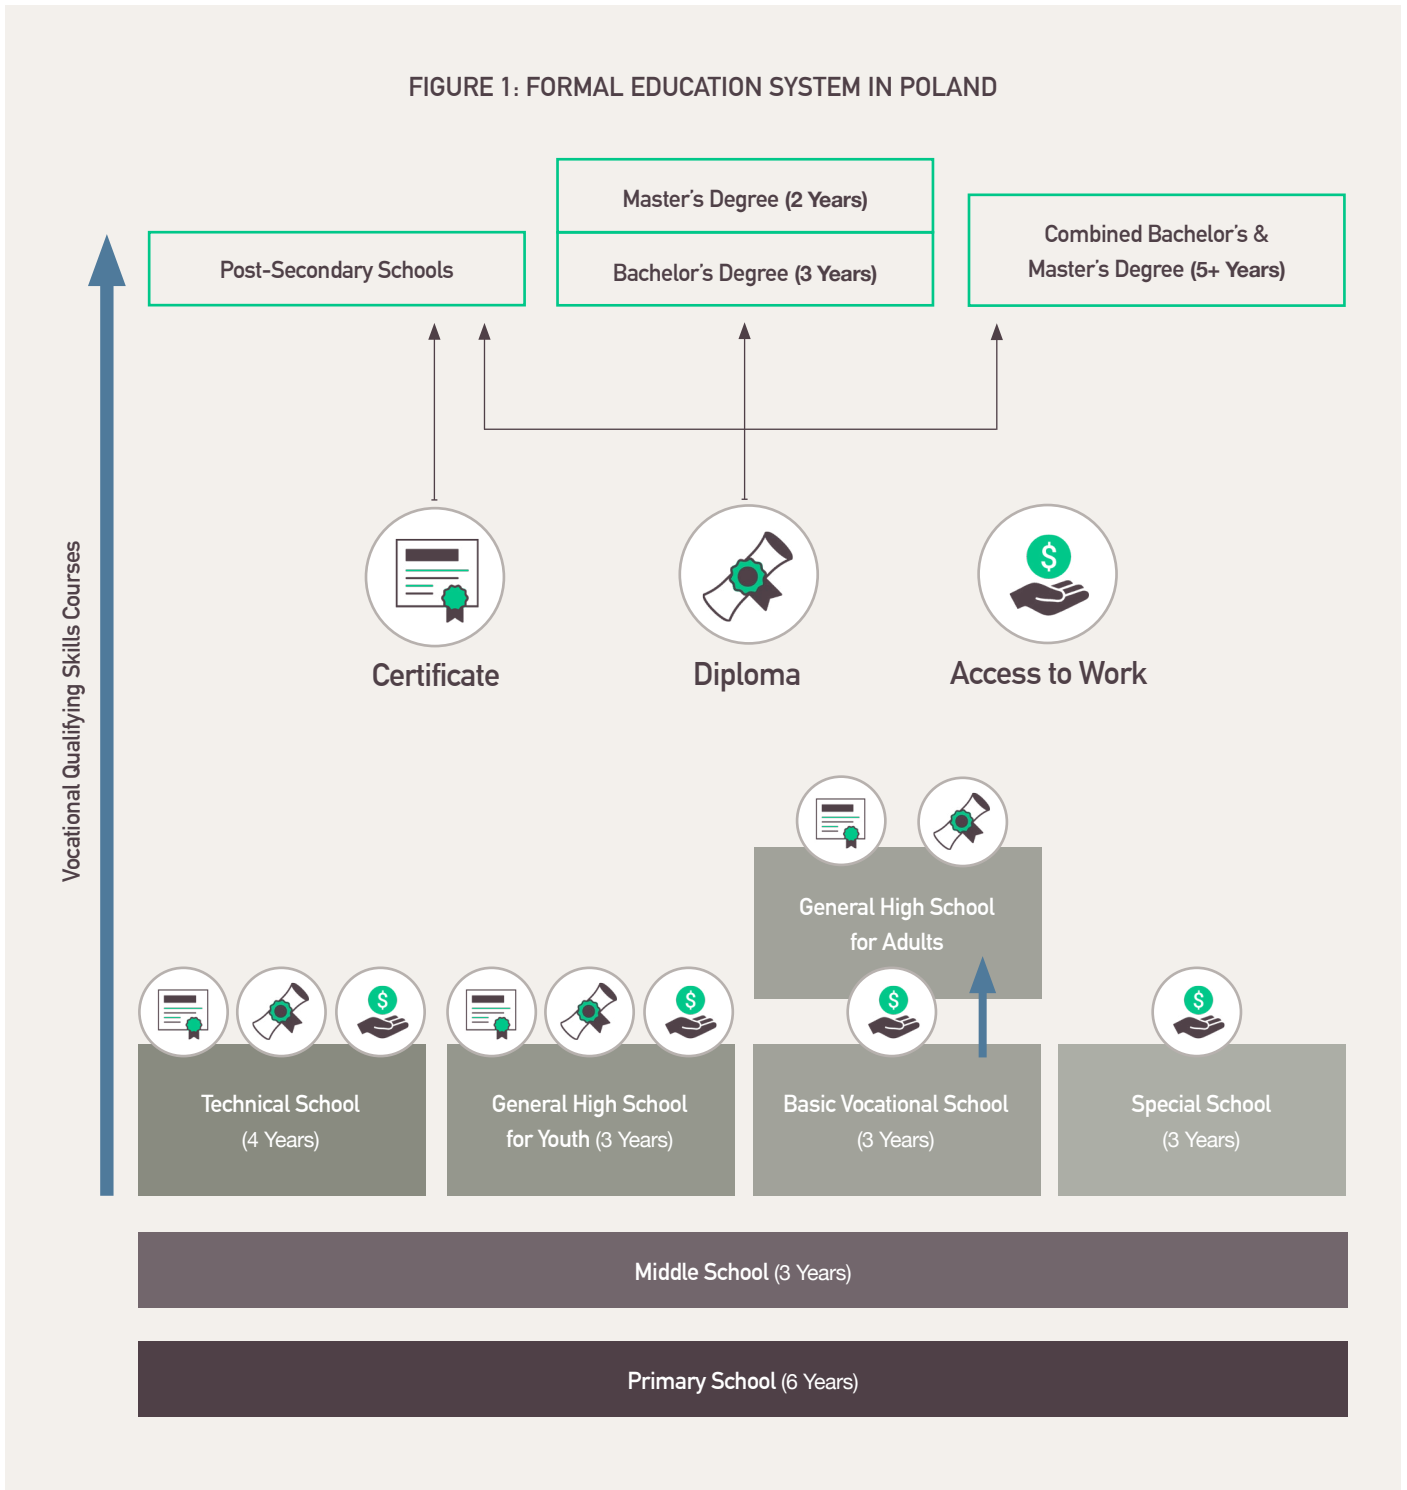 FIGURE 1: FORMAL EDUCATION SYSTEM IN POLAND
Master's Degree (2 Years)
Bachelor's Degree (3 Years)
Post-Secondary Schools
Combined Bachelor's &
Master's Degree (5+ Years)
Vocational Qualifying Skills Courses
$
Certificate
Diploma
Access to Work
General High School
for Adults
$
$
$
$
Technical School
(4 Years)
General High School
for Youth (3 Years)
Basic Vocational School
(3 Years)
Special School
(3 Years)
Middle School (3 Years)
Primary School (6 Years)